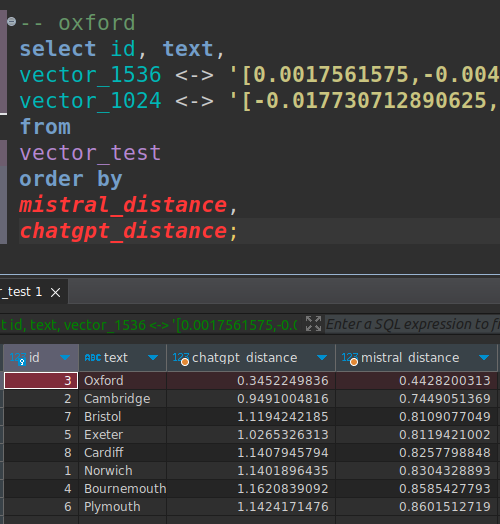 -- oxford
select id, text,
vector_1536 <-> '[0.0017561575,-0.004
vector_1024 <-> '[-0.017730712890625,
from
vector_test
order by
mistral_distance,
chatgpt_distance;
r_test 1
t id, text, vector_1536 <-> '[0.0017561575,-0.0 Enter a SQL expression to fi
id text chatgpt_distance mistral_distance
3 Oxford 0.3452249836 0.4428200313
2 Cambridge 0.9491004816 0.7449051369
7 Bristol 1.1194242185 0.8109077049
5 Exeter 1.0265326313 0.8119421002
8 Cardiff 1.1407945794 0.8257798848
1 Norwich 1.1401896435 0.8304328893
4 Bournemouth 1.1620839092 0.8585427793
6 Plymouth 1.1424171476 0.8601512719